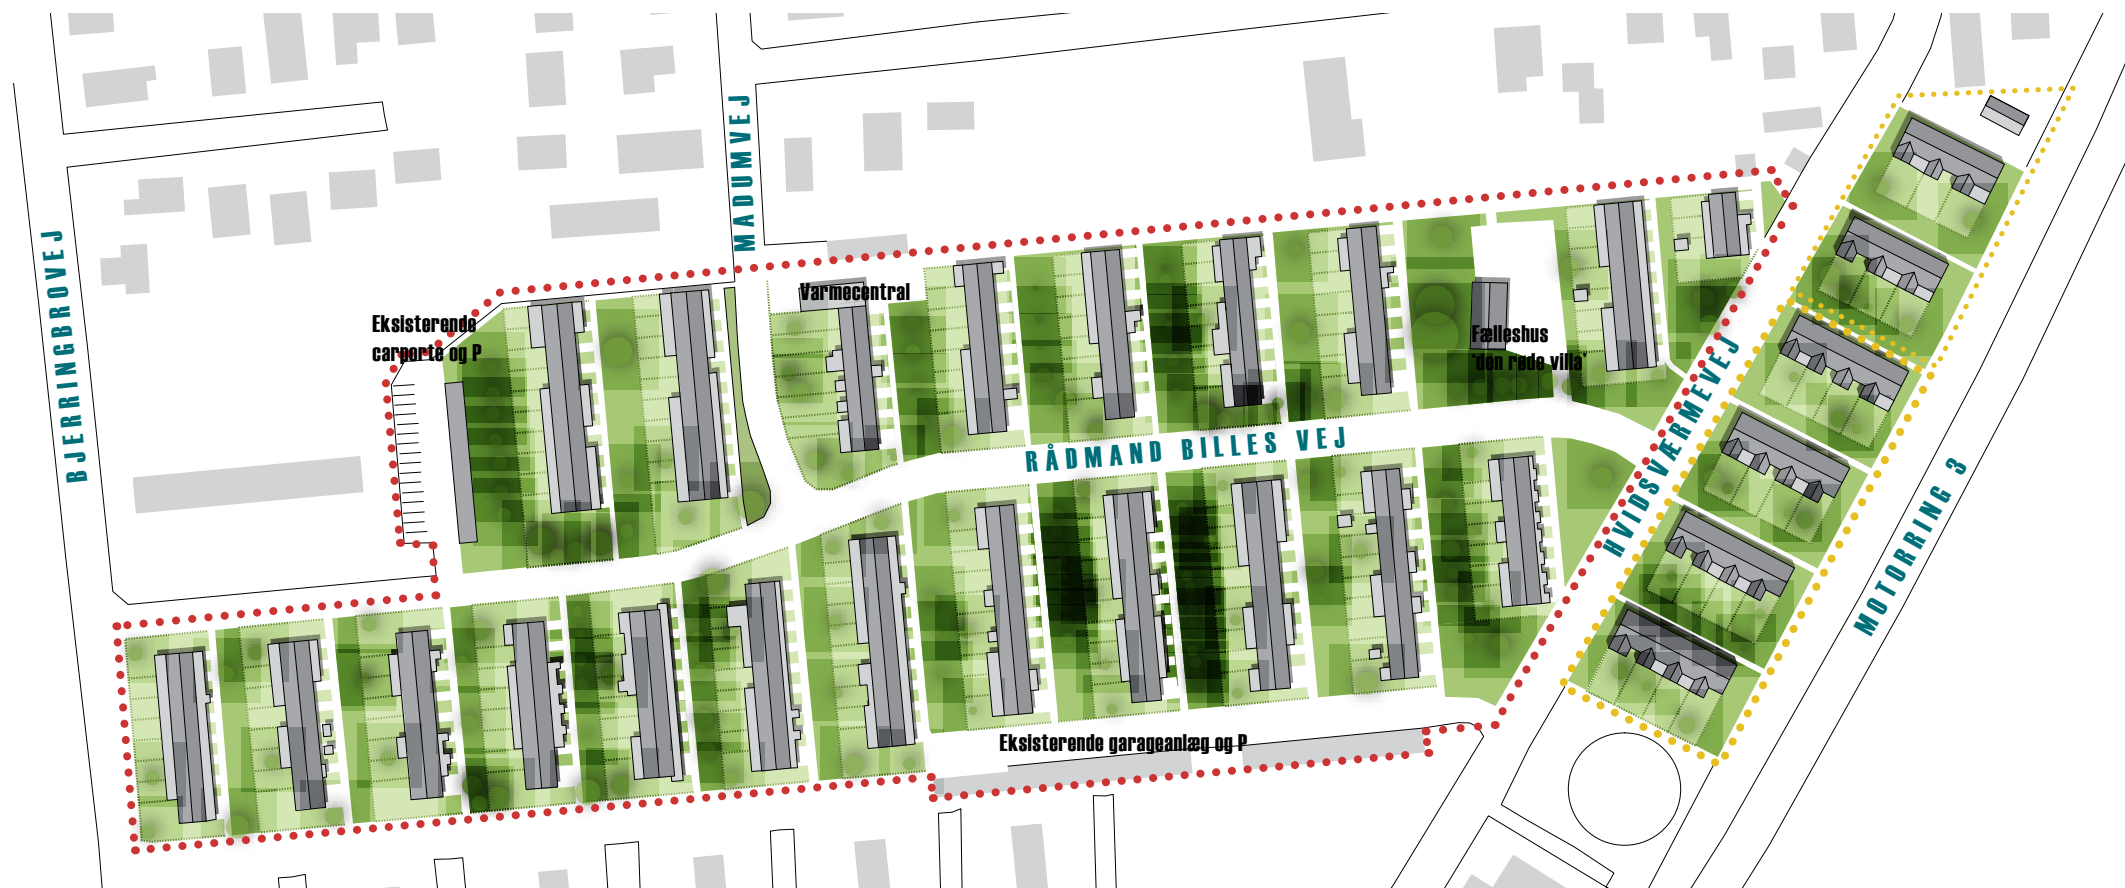 MADUMVEJ
BJERRINGBROVEJ
Varmecentral
Eksisterende
carporte og P
Fælleshus
'den røde villa'
RÅDMAND BILLES VEJ
HVIDSVÆRMEVEJ
MOTORRING 3
Eksisterende garageanlæg og P